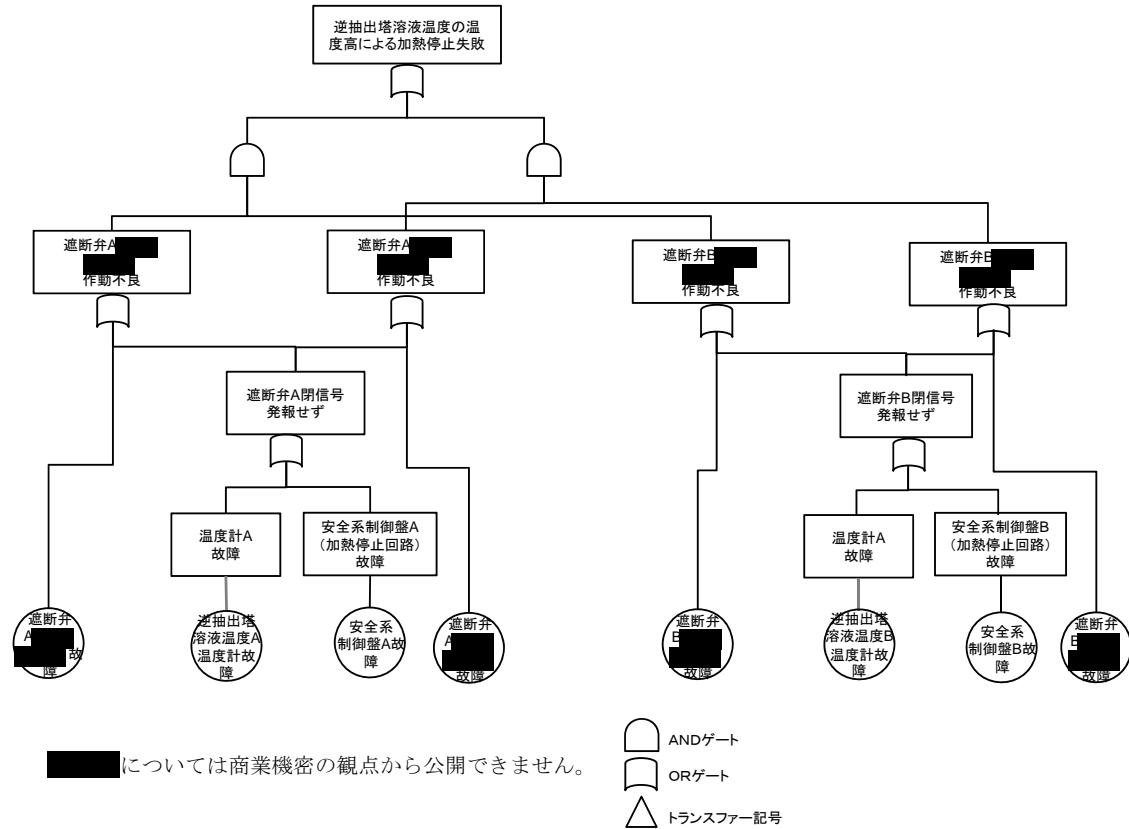 逆抽出塔溶液温度の温
度高による加熱停止失敗
遮断弁A
作動不良
遮断弁A
作動不良
遮断弁B
作動不良
遮断弁B
作動不良
遮断弁A閉信号
発報せず
遮断弁B閉信号
発報せず
温度計A
故障
安全系制御盤A
(加熱停止回路)
故障
温度計A
故障
安全系制御盤B
(加熱停止回路)
故障
遮断弁
A
故
障
逆抽出塔
溶液温度A
温度計故
障
安全系
制御盤A故
障
遮断弁
A
故障
遮断弁
B
故障
逆抽出塔
溶液温度B
温度計故
障
安全系
制御盤B故
障
遮断弁
B
故障
については商業機密の観点から公開できません。
ANDゲート
ORゲート
トランスファー記号